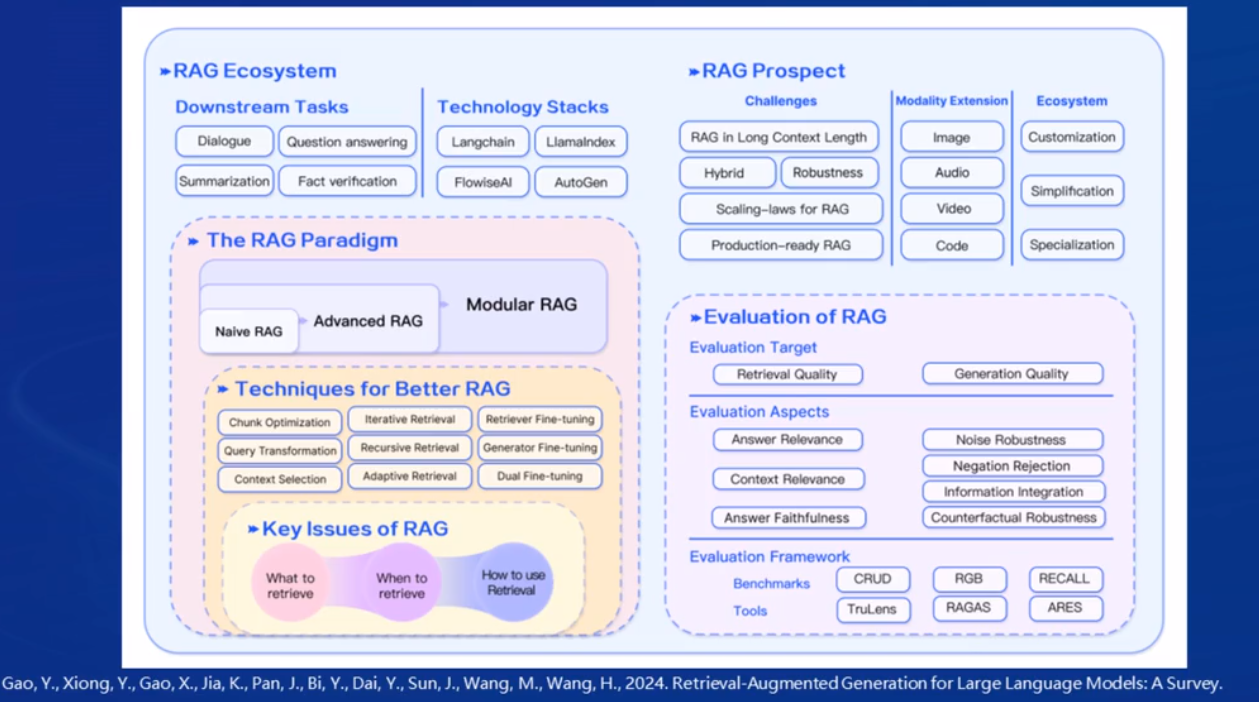 RAG Ecosystem
Downstream Tasks
Dialogue
Question answering
Summarization
Fact verification
Technology Stacks
Langchain
LlamaIndex
FlowiseAI
AutoGen
The RAG Paradigm
Naive RAG
Advanced RAG
Modular RAG
Techniques for Better RAG
Chunk Optimization
Iterative Retrieval
Retriever Fine-tuning
Query Transformation
Recursive Retrieval
Generator Fine-tuning
Context Selection
Adaptive Retrieval
Dual Fine-tuning
Key Issues of RAG
What to
retrieve
When to
retrieve
How to use
Retrieval
RAG Prospect
Challenges
RAG in Long Context Length
Hybrid
Robustness
Scaling-laws for RAG
Production-ready RAG
Modality Extension
Image
Audio
Video
Code
Ecosystem
Customization
Simplification
Specialization
Evaluation of RAG
Evaluation Target
Retrieval Quality
Generation Quality
Evaluation Aspects
Answer Relevance
Context Relevance
Answer Faithfulness
Noise Robustness
Negation Rejection
Information Integration
Counterfactual Robustness
Evaluation Framework
Benchmarks
CRUD
RGB
RECALL
Tools
TruLens
RAGAS
ARES
Gao, Y., Xiong, Y., Gao, X., Jia, K., Pan, J., Bi, Y., Dai, Y., Sun, J., Wang, M., Wang, H., 2024. Retrieval-Augmented Generation for Large Language Models: A Survey.